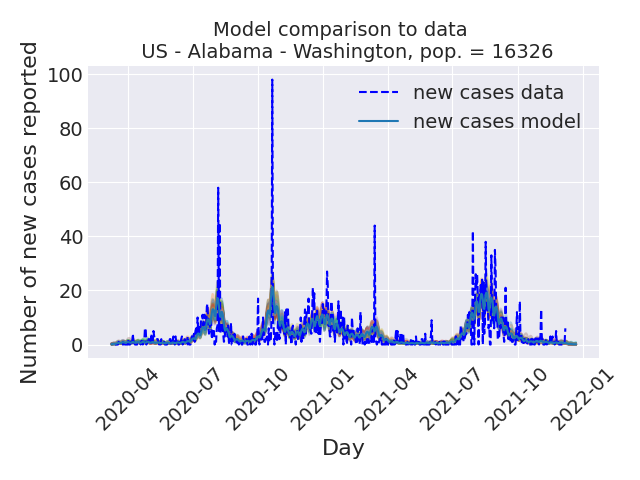 Model comparison to data
US - Alabama - Washington, pop. = 16326
Number of new cases reported
100
80
60
40
20
0
new cases data
new cases model
2020-04
2020-07
2020-10
2021-01
2021-04
2021-07
2021-10
2022-01
Day